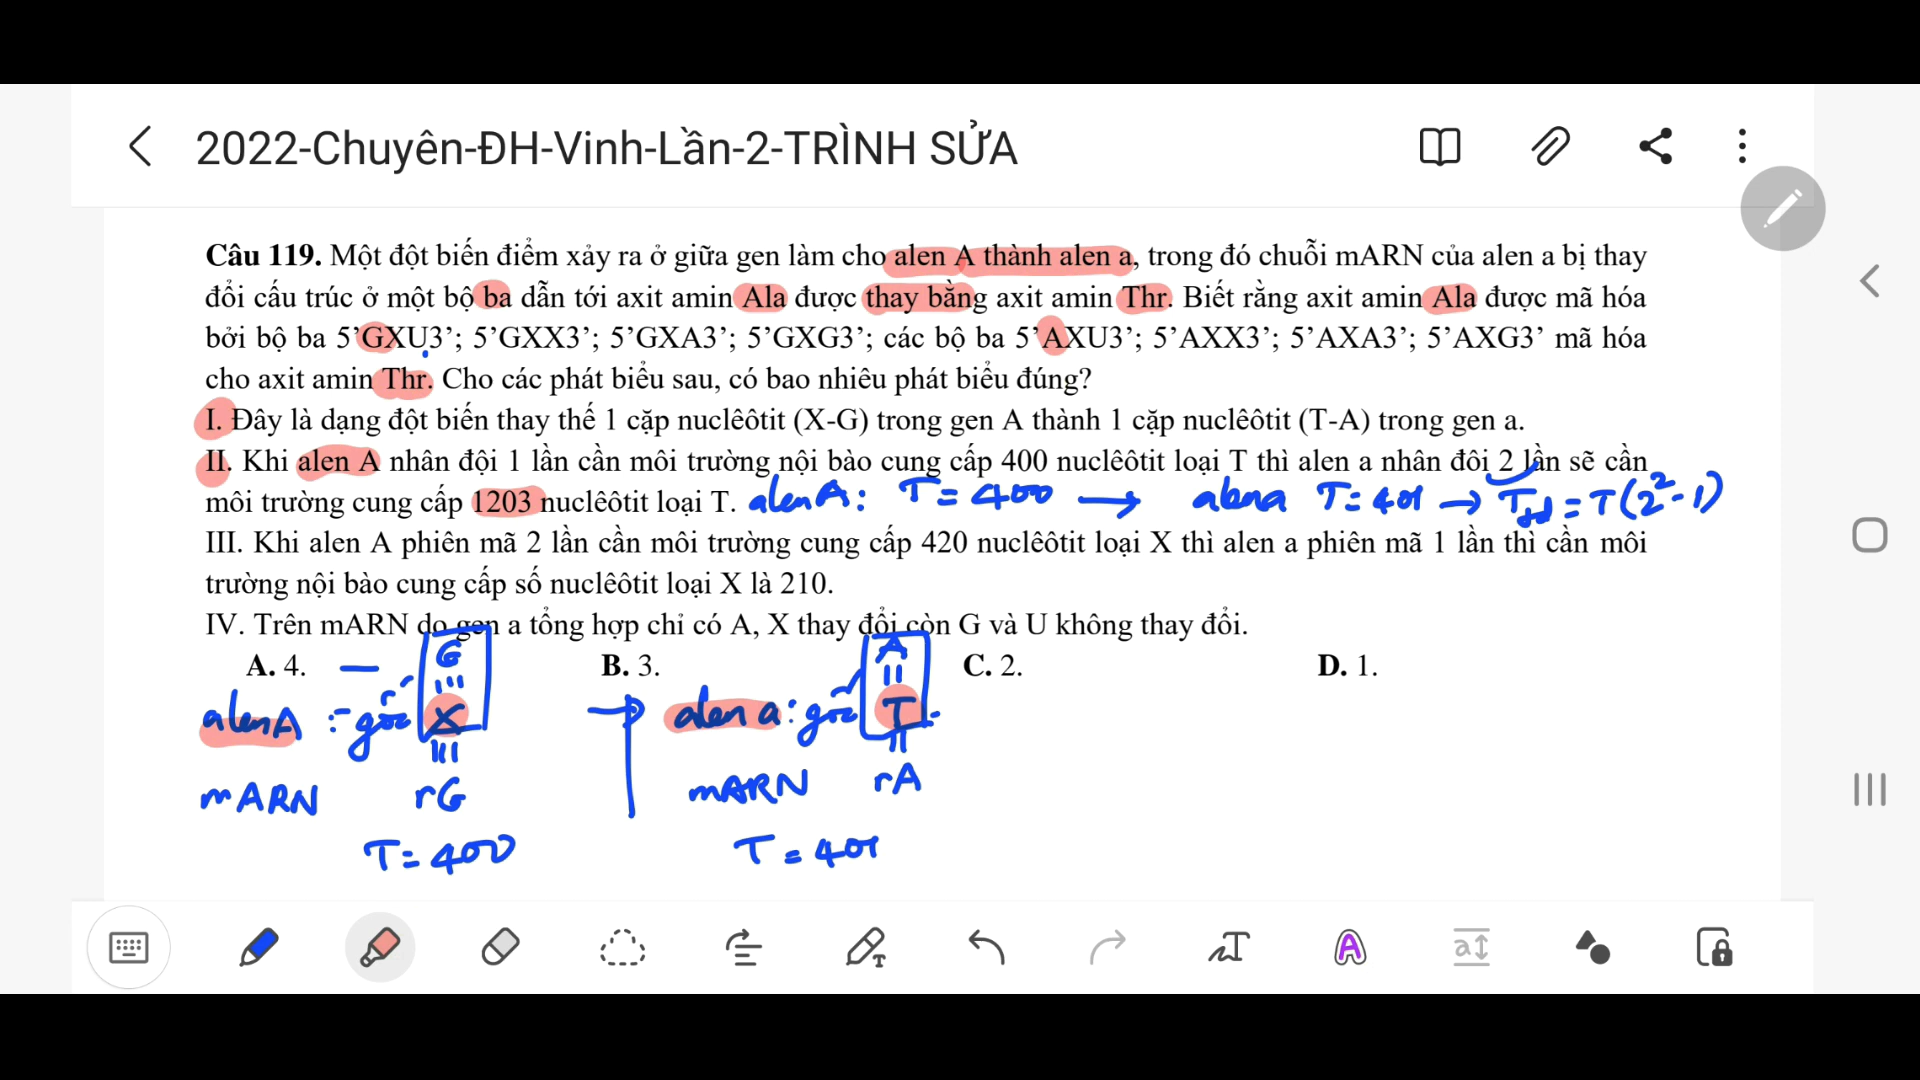 2022-Chuyên-ĐH-Vinh-Lần-2-TRÌNH SỬA
Câu 119. Một đột biến điểm xảy ra ở giữa gen làm cho alen A thành alen a, trong đó chuỗi mARN của alen a bị thay
đổi cấu trúc ở một bộ ba dẫn tới axit amin Ala được thay bằng axit amin Thr. Biết rằng axit amin Ala được mã hóa
bởi bộ ba 5’GXU3’; 5’GXX3’; 5’GXA3’; 5’GXG3’; các bộ ba 5’AXU3’; 5’AXX3’; 5’AXA3’; 5’AXG3’ mã hóa
cho axit amin Thr. Cho các phát biểu sau, có bao nhiêu phát biểu đúng?
I. Đây là dạng đột biến thay thế 1 cặp nuclêôtit (X-G) trong gen A thành 1 cặp nuclêôtit (T-A) trong gen a.
II. Khi alen A nhân đội 1 lần cần môi trường nội bào cung cấp 400 nuclêôtit loại T thì alen a nhân đôi 2 lần sẽ cần
môi trường cung cấp 1203 nuclêôtit loại T. alen A: T = 400 → alen a T = 401 → Tđd = T(2²-1)
III. Khi alen A phiên mã 2 lần cần môi trường cung cấp 420 nuclêôtit loại X thì alen a phiên mã 1 lần thì cần môi
trường nội bào cung cấp số nuclêôtit loại X là 210.
IV. Trên mARN do gen a tổng hợp chỉ có A, X thay đổi còn G và U không thay đổi.
A. 4. B. 3. C. 2. D. 1.
G A
alen A : gốc X → alen a : gốc T
mARN rG mARN rA
T = 400 T = 401